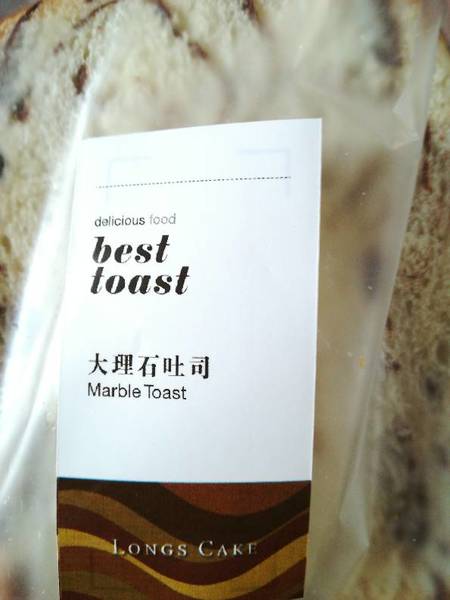 delicious food
best
toast
大理石吐司
Marble Toast
LONGS CAKE